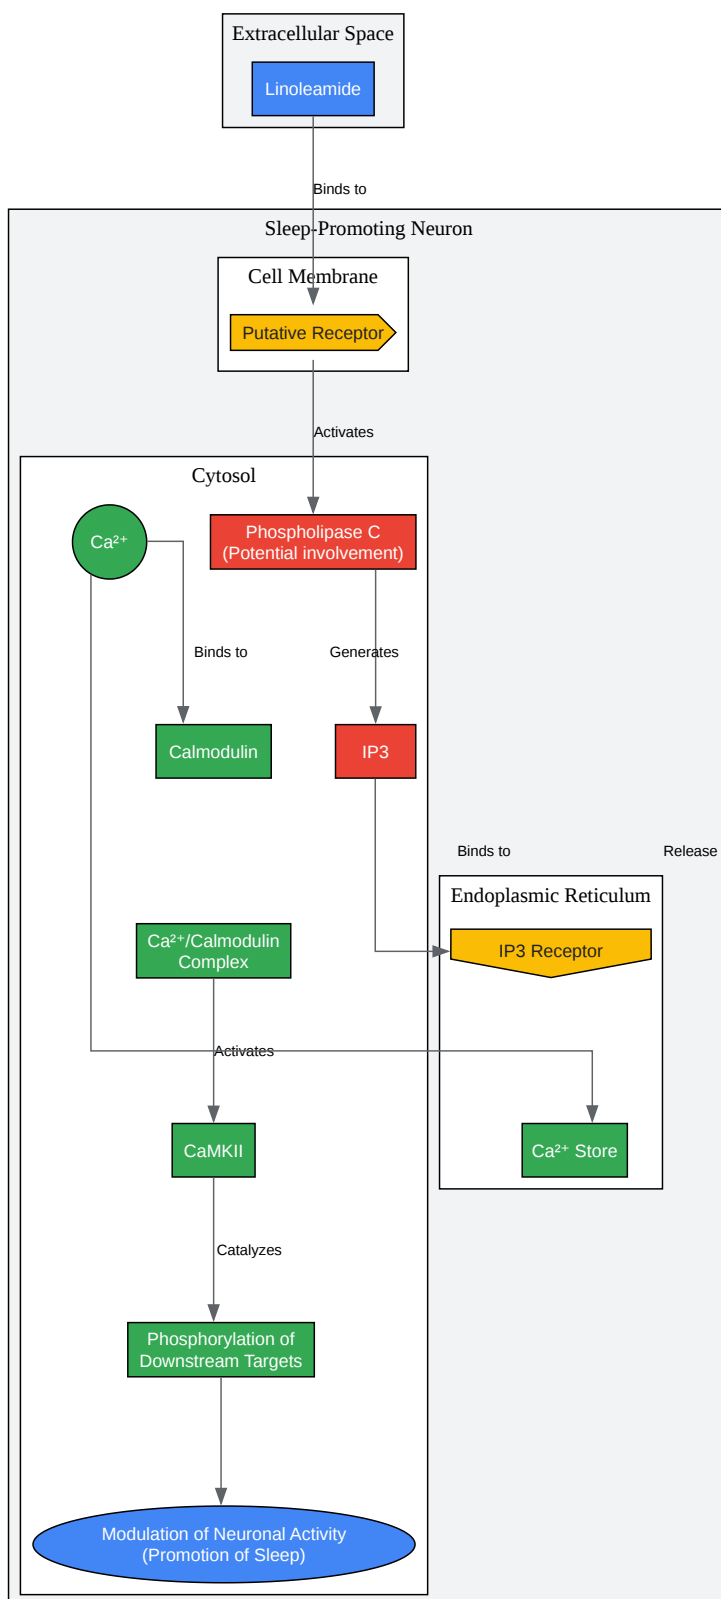 Extracellular Space
Linoleamide
Binds to
Sleep-Promoting Neuron
Cell Membrane
Putative Receptor
Activates
Cytosol
Ca²⁺
Phospholipase C
(Potential involvement)
Binds to
Generates
Calmodulin
IP3
Binds to
Release
Endoplasmic Reticulum
Ca²⁺/Calmodulin
Complex
IP3 Receptor
Activates
CaMKII
Ca²⁺ Store
Catalyzes
Phosphorylation of
Downstream Targets
Modulation of Neuronal Activity
(Promotion of Sleep)